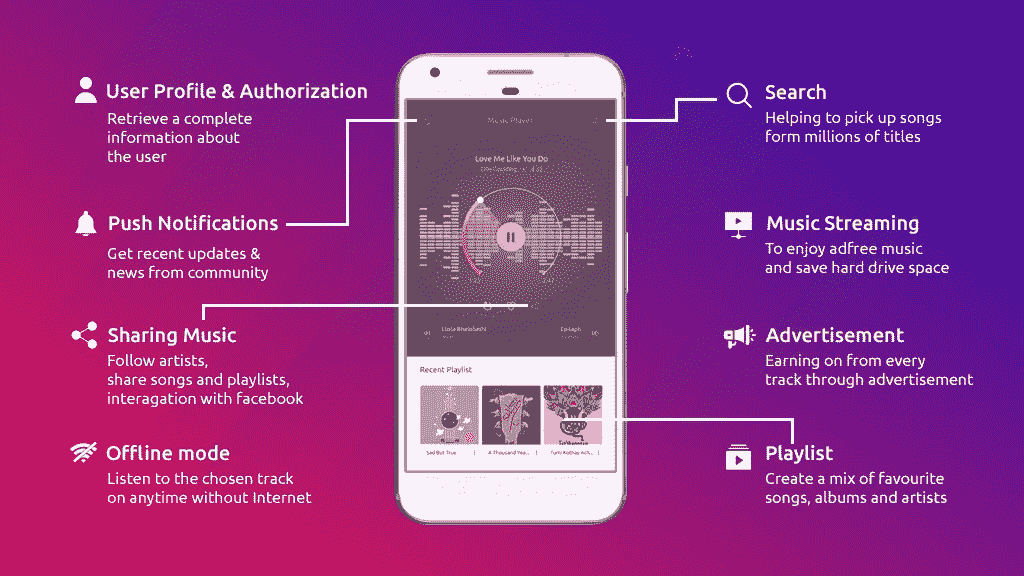 User Profile & Authorization
Retrieve a complete
information about
the user
Push Notifications
Get recent updates &
news from community
Sharing Music
Follow artists,
share songs and playlists,
interagation with facebook
Offline mode
Listen to the chosen track
on anytime without Internet
Music Player
Love Me Like You Do
Recent Playlist
Sad But True
A Thousand Yea...
Tumi Kothay Ach...
Search
Helping to pick up songs
form millions of titles
Music Streaming
To enjoy adfree music
and save hard drive space
Advertisement
Earning on from every
track through advertisement
Playlist
Create a mix of favourite
songs, albums and artists